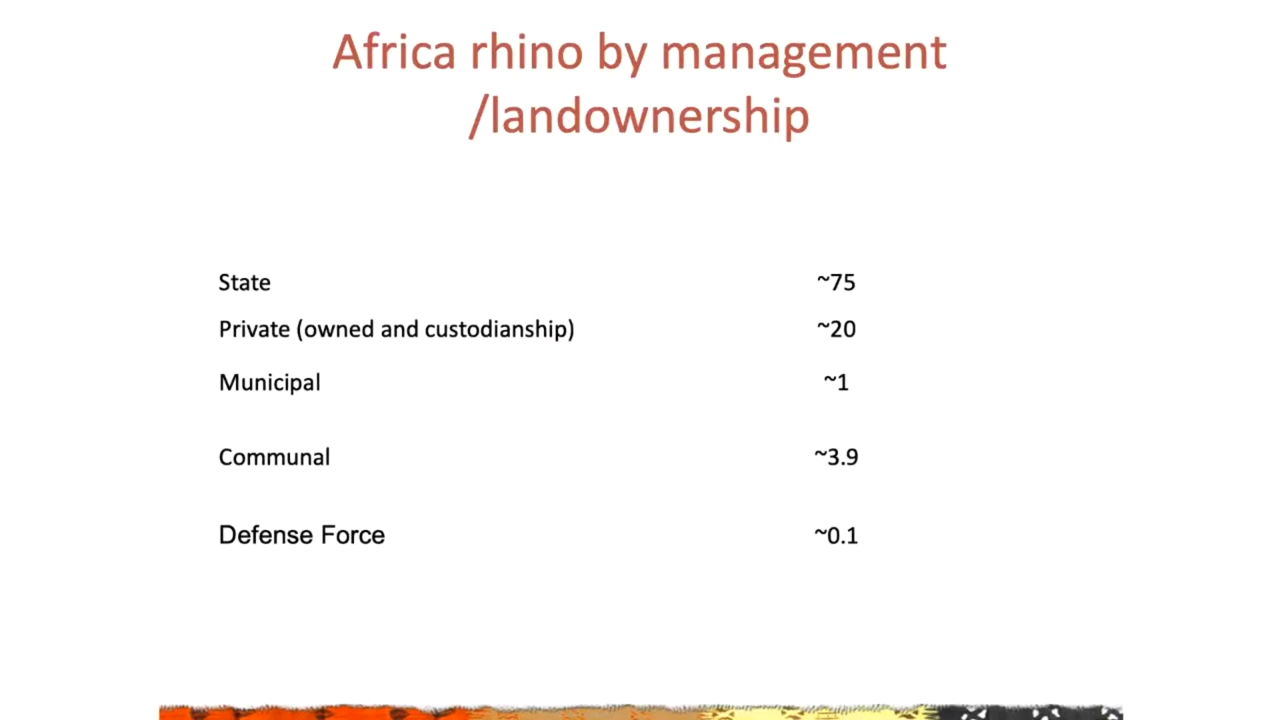 Africa rhino by management
/landownership
State ~75
Private (owned and custodianship) ~20
Municipal ~1
Communal ~3.9
Defense Force ~0.1